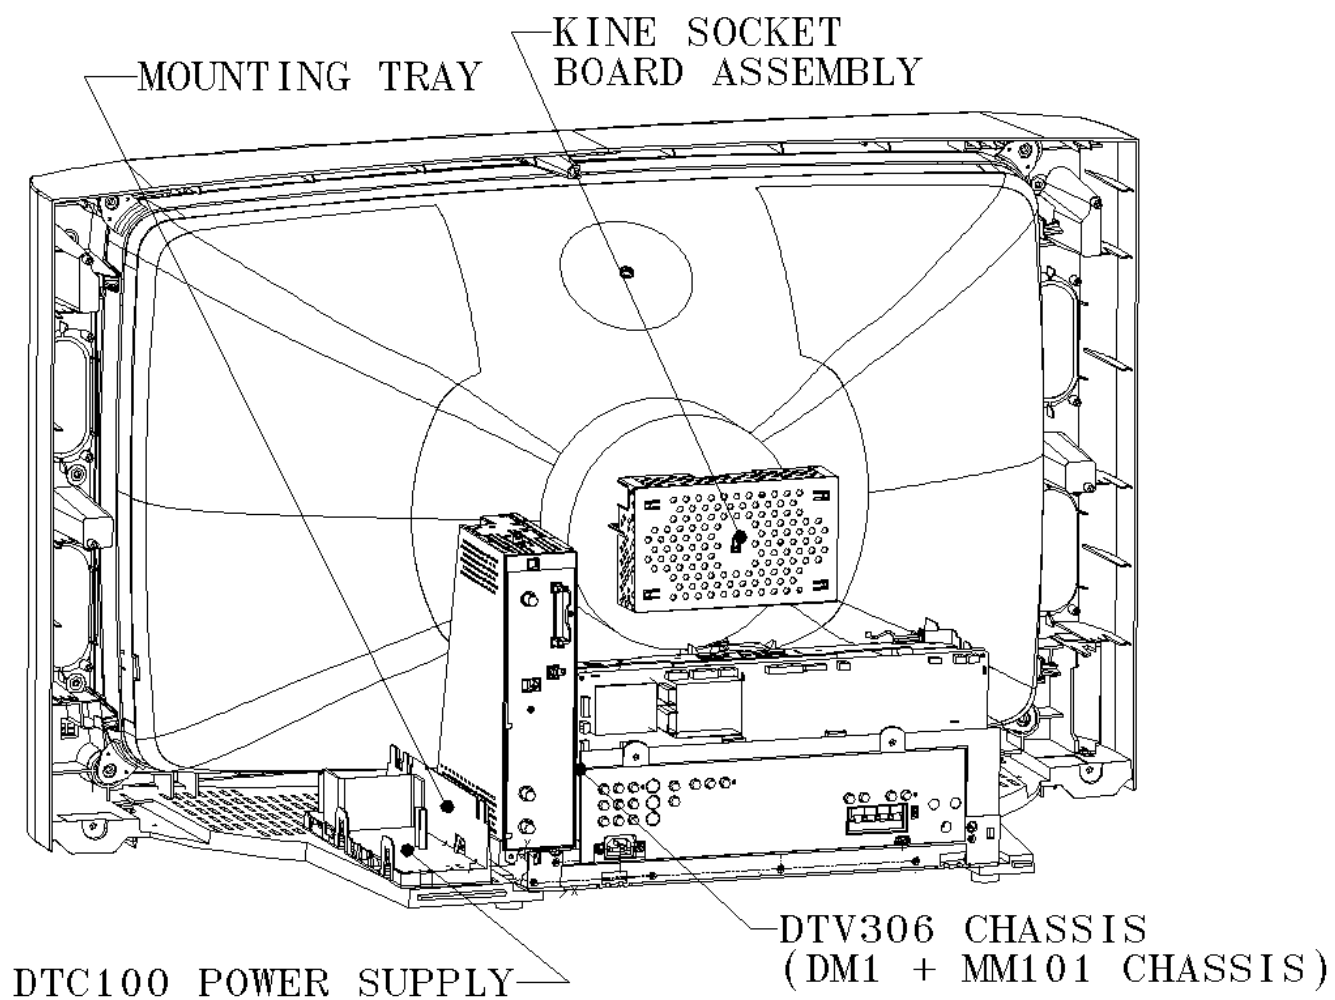 KINE SOCKET
BOARD ASSEMBLY
MOUNTING TRAY
DTV306 CHASSIS
(DM1 + MM101 CHASSIS)
DTC100 POWER SUPPLY